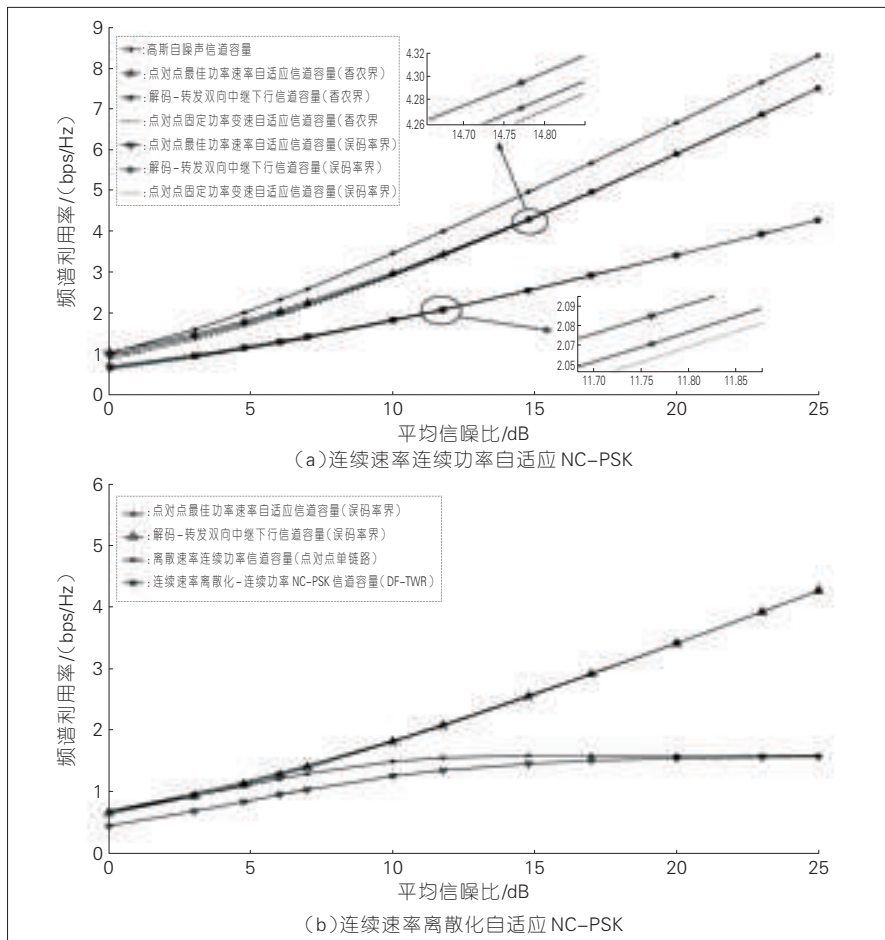 9
8
7
6
5
4
3
2
1
0
频谱利用率/(bps/Hz)
:高斯自噪声信道容量
:点对点最佳功率速率自适应信道容量(香农界)
:解码-转发双向中继下行信道容量(香农界)
:点对点固定功率变速自适应信道容量(香农界
:点对点最佳功率速率自适应信道容量(误码率界)
:解码-转发双向中继下行信道容量(误码率界)
:点对点固定功率变速自适应信道容量(误码率界)
4.32
4.30
4.28
4.26
14.70 14.75 14.80
2.09
2.08
2.07
2.05
11.70 11.75 11.80 11.85
0 5 10 15 20 25
平均信噪比/dB
(a)连续速率连续功率自适应NC-PSK
6
5
4
3
2
1
0
频谱利用率/(bps/Hz)
:点对点最佳功率速率自适应信道容量(误码率界)
:解码-转发双向中继下行信道容量(误码率界)
:离散速率连续功率信道容量(点对点单链路)
:连续速率离散化-连续功率NC-PSK信道容量(DF-TWR)
0 5 10 15 20 25
平均信噪比/dB
(b)连续速率离散化自适应NC-PSK